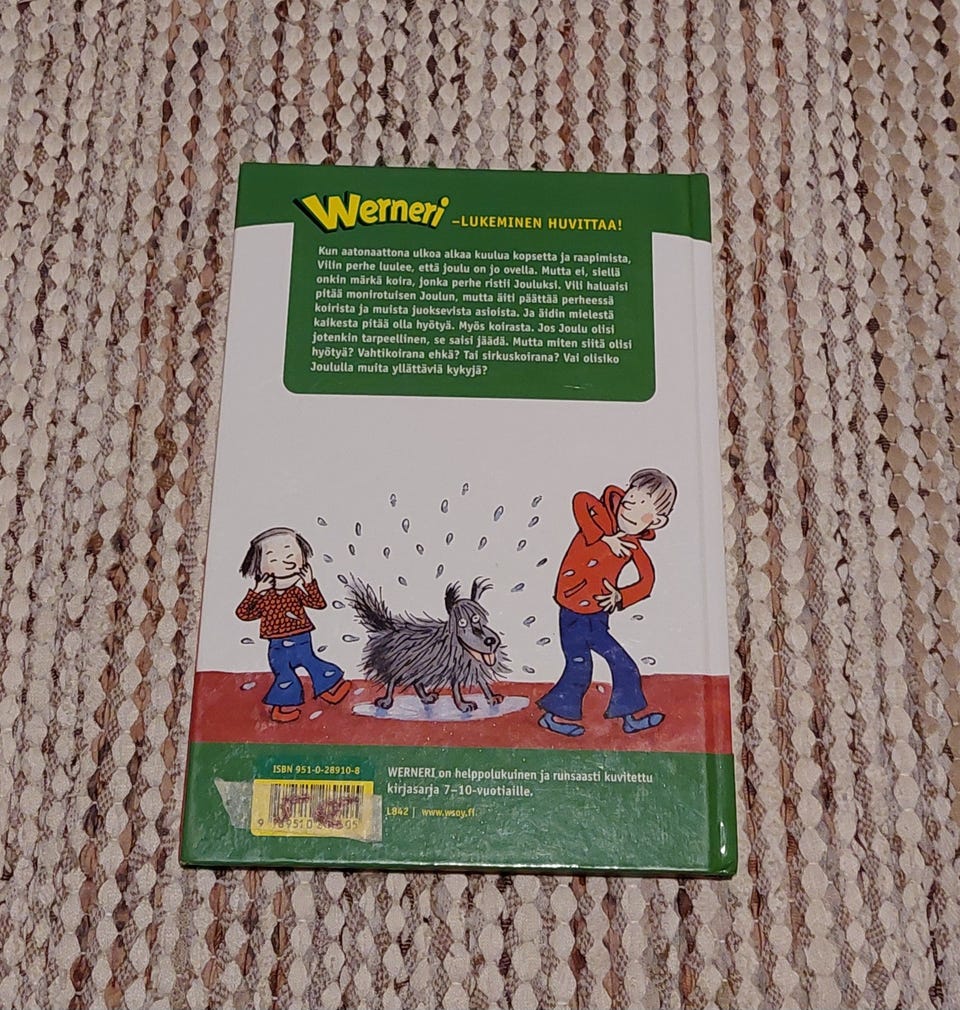 Werneri –LUKEMINEN HUVITTAA!
Kun aatonaattona ulkoa alkaa kuulua kopsetta ja raapimista,
Vilin perhe luulee, että joulu on jo ovella. Mutta ei, siellä
onkin märkä koira, jonka perhe ristii Jouluksi. Vili haluaisi
pitää monirotuisen Joulun, mutta äiti päättää perheessä
koirista ja muista juoksevista asioista. Ja äidin mielestä
kaikesta pitää olla hyötyä. Myös koirasta. Jos Joulu olisi
jotenkin tarpeellinen, se saisi jäädä. Mutta miten siitä olisi
hyötyä? Vahtikoirana ehkä? Tai sirkuskoirana? Vai olisiko
Joululla muita yllättäviä kykyjä?
ISBN 951-0-28910-8
WERNERI on helppolukuinen ja runsaasti kuvitettu
kirjasarja 7–10-vuotiaille.
L842 | www.wsoy.fi